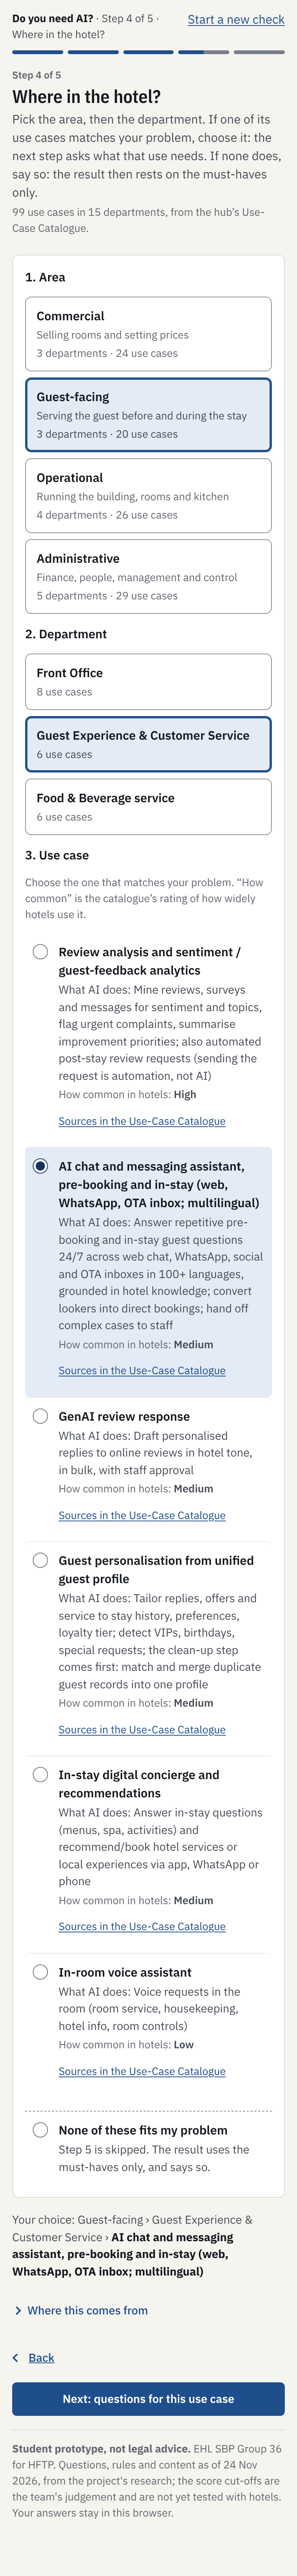 Do you need AI? · Step 4 of 5 ·
Where in the hotel?
Start a new check
Step 4 of 5
Where in the hotel?
Pick the area, then the department. If one of its
use cases matches your problem, choose it: the
next step asks what that use needs. If none does,
say so: the result then rests on the must-haves
only.
99 use cases in 15 departments, from the hub's Use-
Case Catalogue.
1. Area
Commercial
Selling rooms and setting prices
3 departments · 24 use cases
Guest-facing
Serving the guest before and during the stay
3 departments · 20 use cases
Operational
Running the building, rooms and kitchen
4 departments · 26 use cases
Administrative
Finance, people, management and control
5 departments · 29 use cases
2. Department
Front Office
8 use cases
Guest Experience & Customer Service
6 use cases
Food & Beverage service
6 use cases
3. Use case
Choose the one that matches your problem. “How
common” is the catalogue's rating of how widely
hotels use it.
Review analysis and sentiment /
guest-feedback analytics
What AI does: Mine reviews, surveys
and messages for sentiment and topics,
flag urgent complaints, summarise
improvement priorities; also automated
post-stay review requests (sending the
request is automation, not AI)
How common in hotels: High
Sources in the Use-Case Catalogue
AI chat and messaging assistant,
pre-booking and in-stay (web,
WhatsApp, OTA inbox; multilingual)
What AI does: Answer repetitive pre-
booking and in-stay guest questions
24/7 across web chat, WhatsApp, social
and OTA inboxes in 100+ languages,
grounded in hotel knowledge; convert
lookers into direct bookings; hand off
complex cases to staff
How common in hotels: Medium
Sources in the Use-Case Catalogue
GenAI review response
What AI does: Draft personalised
replies to online reviews in hotel tone,
in bulk, with staff approval
How common in hotels: Medium
Sources in the Use-Case Catalogue
Guest personalisation from unified
guest profile
What AI does: Tailor replies, offers and
service to stay history, preferences,
loyalty tier; detect VIPs, birthdays,
special requests; the clean-up step
comes first: match and merge duplicate
guest records into one profile
How common in hotels: Medium
Sources in the Use-Case Catalogue
In-stay digital concierge and
recommendations
What AI does: Answer in-stay questions
(menus, spa, activities) and
recommend/book hotel services or
local experiences via app, WhatsApp or
phone
How common in hotels: Medium
Sources in the Use-Case Catalogue
In-room voice assistant
What AI does: Voice requests in the
room (room service, housekeeping,
hotel info, room controls)
How common in hotels: Low
Sources in the Use-Case Catalogue
None of these fits my problem
Step 5 is skipped. The result uses the
must-haves only, and says so.
Your choice: Guest-facing › Guest Experience &
Customer Service › AI chat and messaging
assistant, pre-booking and in-stay (web,
WhatsApp, OTA inbox; multilingual)
Where this comes from
Back
Next: questions for this use case
Student prototype, not legal advice. EHL SBP Group 36
for HFTP. Questions, rules and content as of 24 Nov
2026, from the project's research; the score cut-offs are
the team's judgement and are not yet tested with hotels.
Your answers stay in this browser.